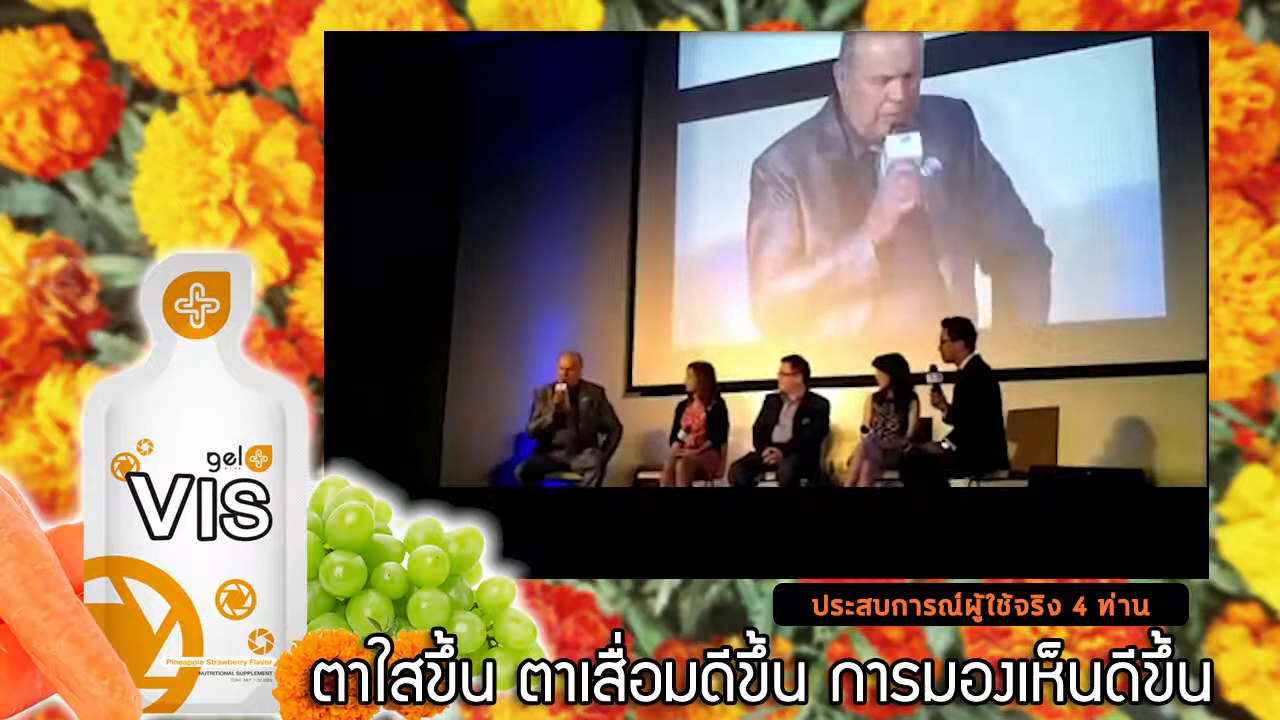 gel
VIS
Pineapple Strawberry Flavor
NUTRITIONAL SUPPLEMENT
ประสบการณ์ผู้ใช้จริง 4 ท่าน
ตาใสขึ้น ตาเสื่อมดีขึ้น การมองเห็นดีขึ้น